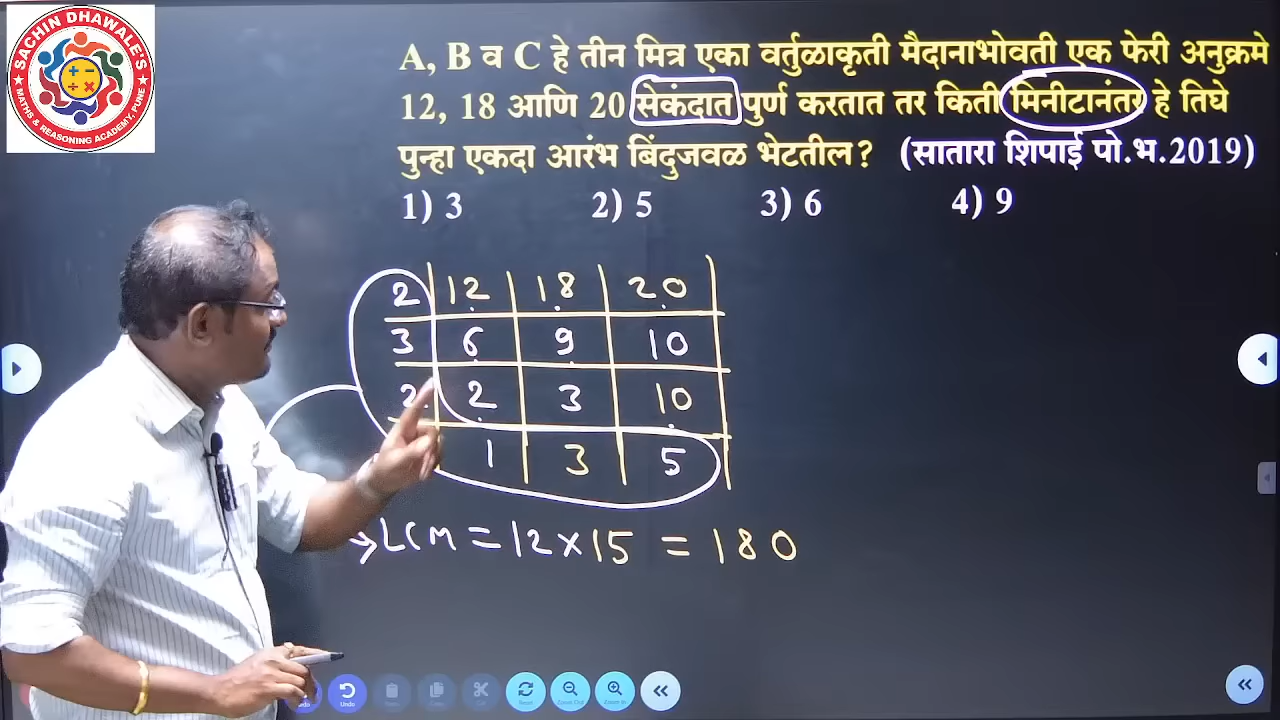 SACHIN DHAWALE'S
MATHS & REASONING ACADEMY, PUNE
A, B व C हे तीन मित्र एका वर्तुळाकृती मैदानाभोवती एक फेरी अनुक्रमे
12, 18 आणि 20 सेकंदात पुर्ण करतात तर किती मिनीटानंतर हे तिघे
पुन्हा एकदा आरंभ बिंदुजवळ भेटतील? (सातारा शिपाई पो.भ.2019)
1) 3 2) 5 3) 6 4) 9
2 12 18 20
3 6 9 10
2 2 3 10
1 3 5
→ LCM = 12 × 15 = 180
Undo